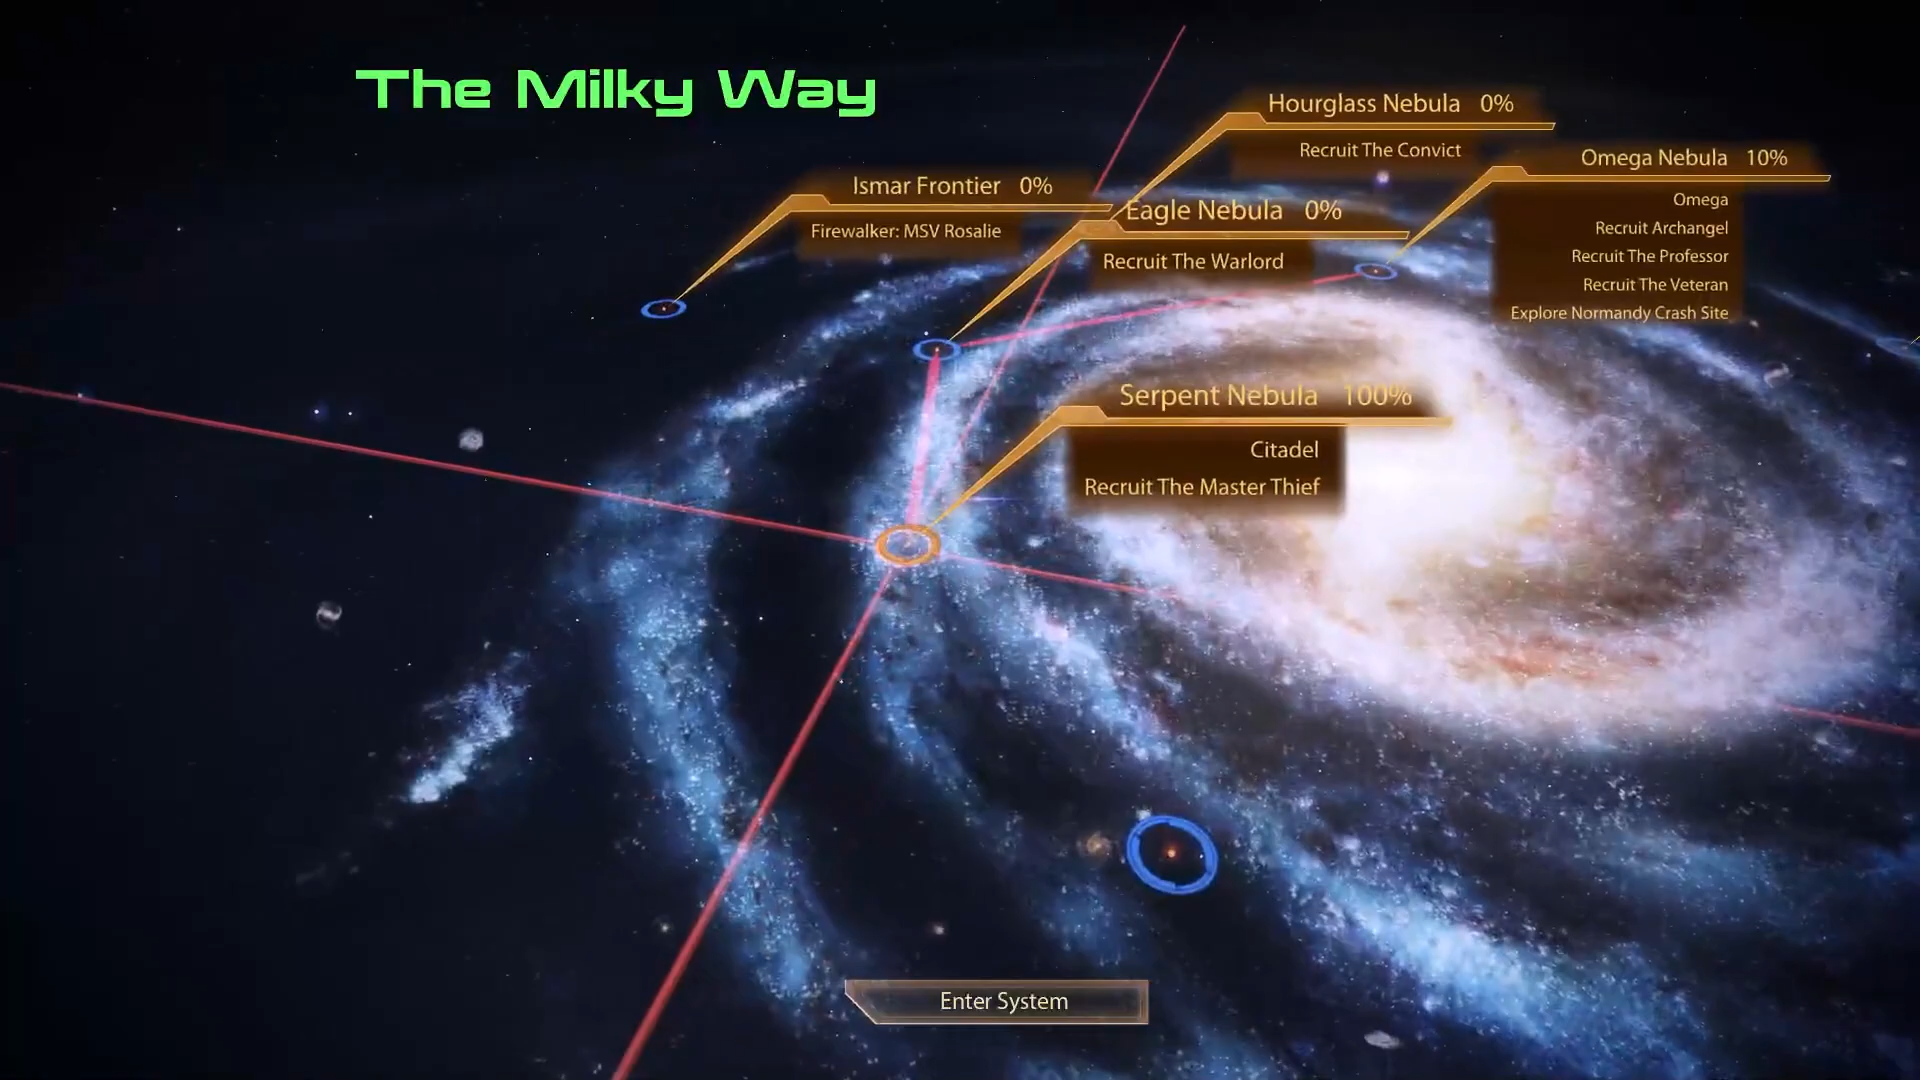 The Milky Way
Hourglass Nebula 0%
Recruit The Convict
Omega Nebula 10%
Omega
Recruit Archangel
Recruit The Professor
Recruit The Veteran
Explore Normandy Crash Site
Ismar Frontier 0%
Firewalker: MSV Rosalie
Eagle Nebula 0%
Recruit The Warlord
Serpent Nebula 100%
Citadel
Recruit The Master Thief
Enter System